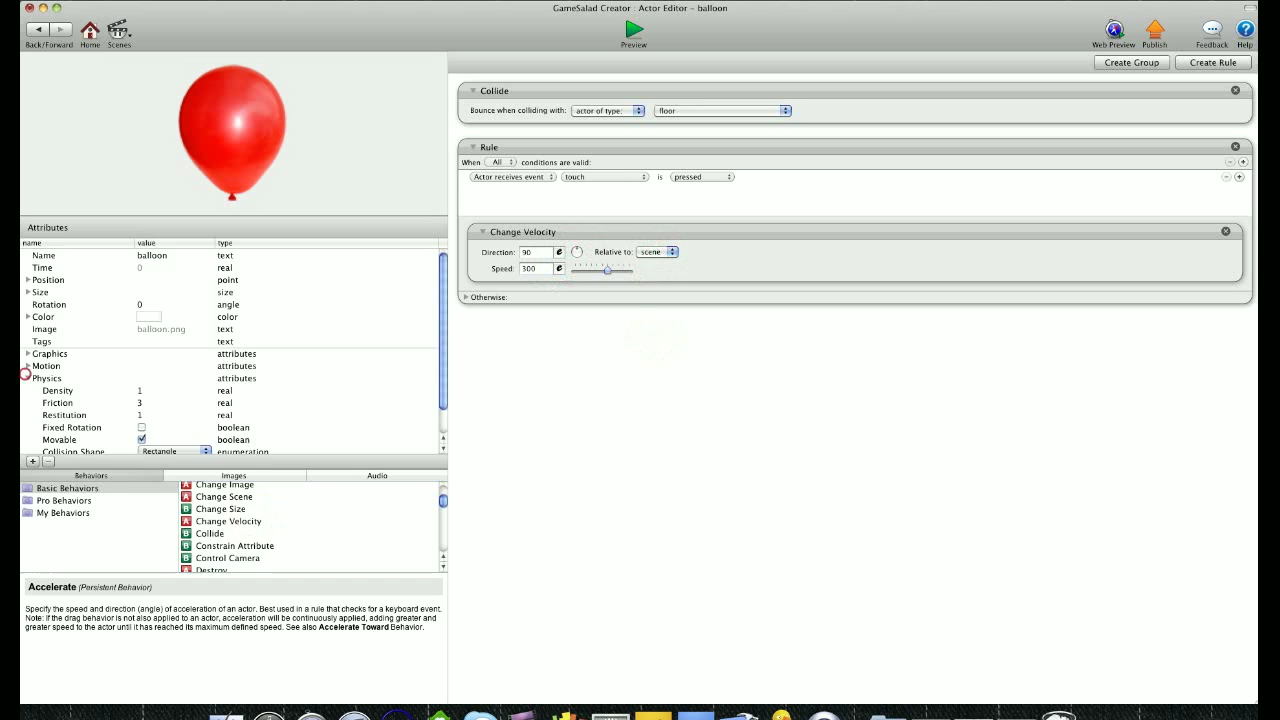 GameSalad Creator : Actor Editor - balloon
Back/Forward Home Scenes Preview Web Preview Publish Feedback Help
Create Group Create Rule
Collide
Bounce when colliding with: actor of type: floor
Rule
When All conditions are valid:
Actor receives event touch is pressed
Change Velocity
Direction: 90 e Relative to: scene
Speed: 300 e
Otherwise:
Attributes
name value type
Name balloon text
Time 0 real
Position point
Size size
Rotation 0 angle
Color color
Image balloon.png text
Tags text
Graphics attributes
Motion attributes
Physics attributes
Density 1 real
Friction 3 real
Restitution 1 real
Fixed Rotation boolean
Movable boolean
Collision Shape Rectangle enumeration
Behaviors Images Audio
Basic Behaviors
Pro Behaviors
My Behaviors
Change Image
A Change Scene
B Change Size
A Change Velocity
B Collide
B Constrain Attribute
B Control Camera
Destroy
Accelerate (Persistent Behavior)
Specify the speed and direction (angle) of acceleration of an actor. Best used in a rule that checks for a keyboard event.
Note: If the drag behavior is not also applied to an actor, acceleration will be continuously applied, adding greater and
greater speed to the actor until it has reached its maximum defined speed. See also Accelerate Toward Behavior.